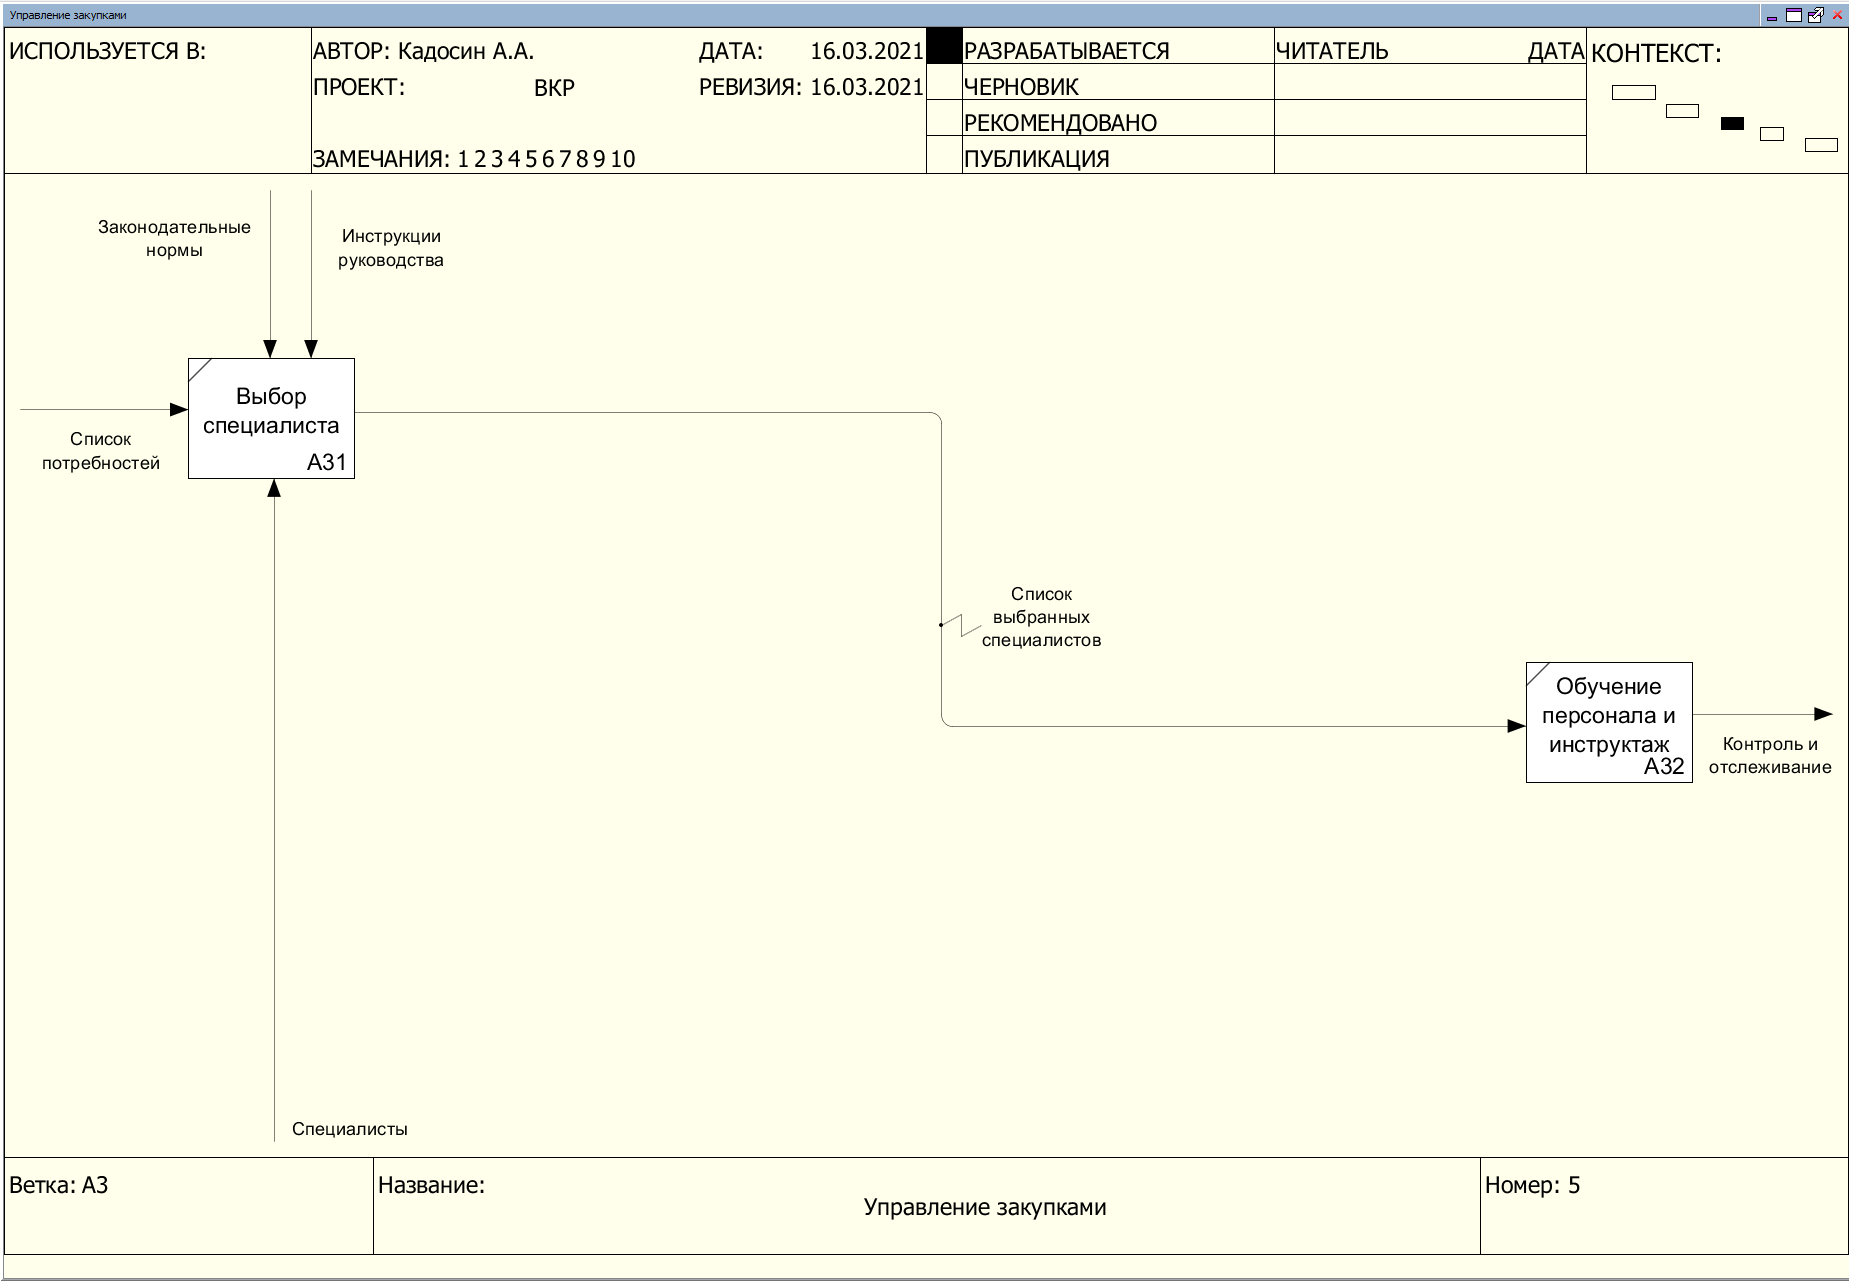 Управление закупками
ИСПОЛЬЗУЕТСЯ В:
АВТОР: Кадосин А.А.
ДАТА: 16.03.2021
ПРОЕКТ: ВКР
РЕВИЗИЯ: 16.03.2021
ЗАМЕЧАНИЯ: 1 2 3 4 5 6 7 8 9 10
РАЗРАБАТЫВАЕТСЯ
ЧЕРНОВИК
РЕКОМЕНДОВАНО
ПУБЛИКАЦИЯ
ЧИТАТЕЛЬ ДАТА
КОНТЕКСТ:
Законодательные
нормы
Инструкции
руководства
Выбор
специалиста
A31
Список
потребностей
Список
выбранных
специалистов
Обучение
персонала и
инструктаж
A32
Контроль и
отслеживание
Специалисты
Ветка: A3
Название:
Управление закупками
Номер: 5